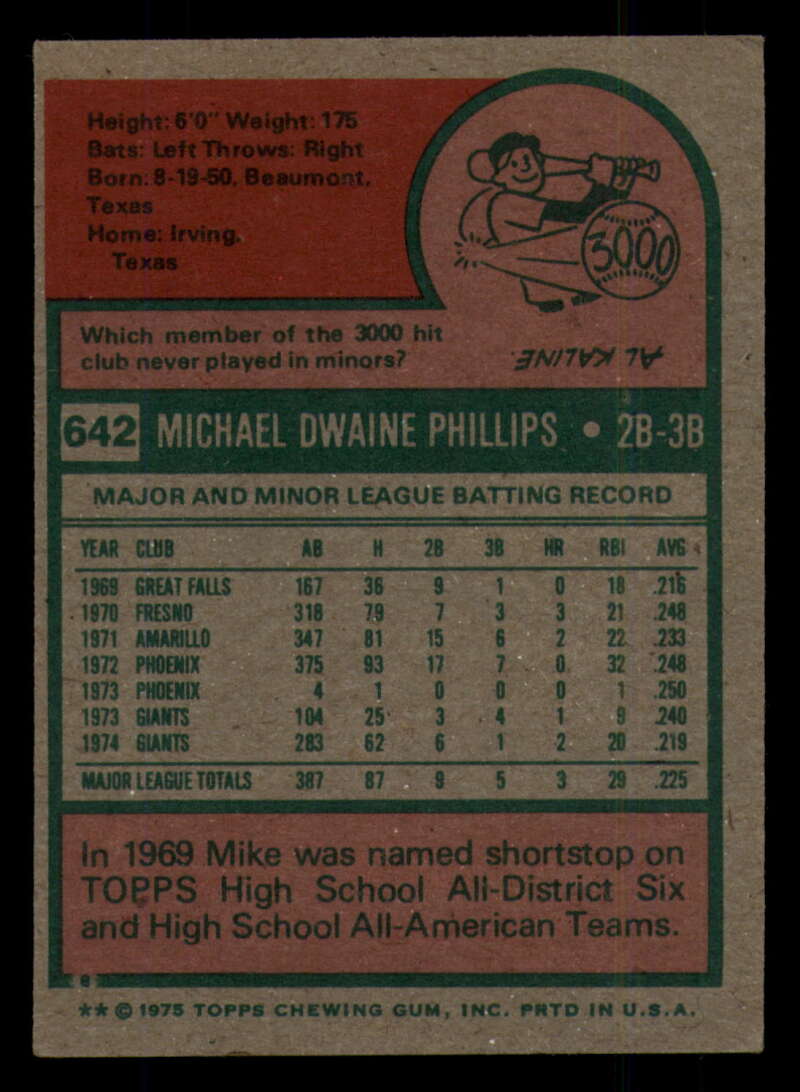 Height: 6'0" Weight: 175
Bats: Left Throws: Right
Born: 8-19-50, Beaumont,
Texas
Home: Irving,
Texas
3000
Which member of the 3000 hit
club never played in minors?
AL KALINE.
642 MICHAEL DWAINE PHILLIPS • 2B-3B
MAJOR AND MINOR LEAGUE BATTING RECORD
YEAR CLUB AB H 2B 3B HR RBI AVG
1969 GREAT FALLS 167 36 9 1 0 18 .216
1970 FRESNO 318 79 7 3 3 21 .248
1971 AMARILLO 347 81 15 6 2 22 .233
1972 PHOENIX 375 93 17 7 0 32 .248
1973 PHOENIX 4 1 0 0 0 1 .250
1973 GIANTS 104 25 3 4 1 9 .240
1974 GIANTS 283 62 6 1 2 20 .219
MAJOR LEAGUE TOTALS 387 87 9 5 3 29 .225
In 1969 Mike was named shortstop on
TOPPS High School All-District Six
and High School All-American Teams.
** © 1975 TOPPS CHEWING GUM, INC. PRTD IN U.S.A.